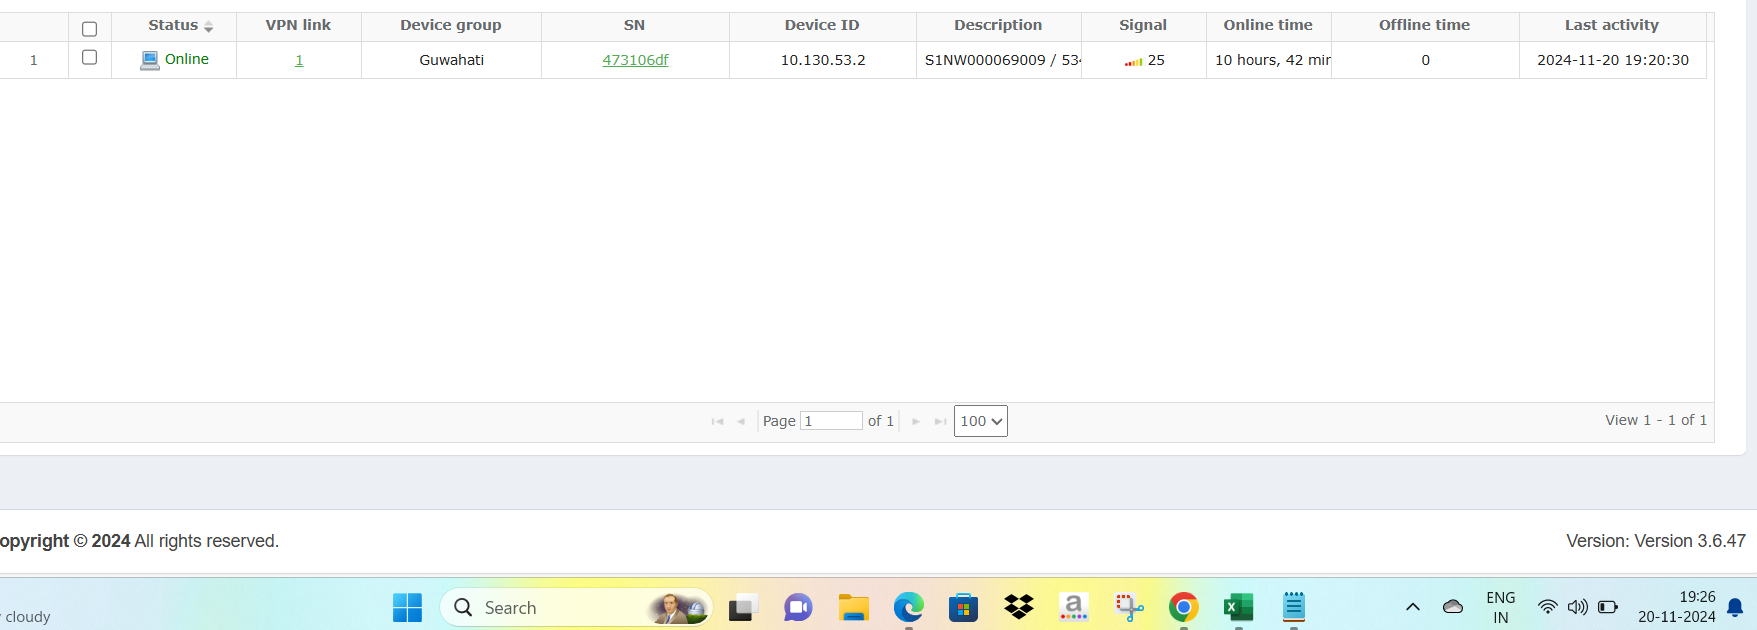 Status VPN link Device group SN Device ID Description Signal Online time Offline time Last activity
1 Online 1 Guwahati 473106df 10.130.53.2 S1NW000069009 / 534 25 10 hours, 42 min 0 2024-11-20 19:20:30
Page 1 of 1 100 View 1 - 1 of 1
opyright © 2024 All rights reserved. Version: Version 3.6.47
cloudy Search a X ENG IN 19:26
20-11-2024